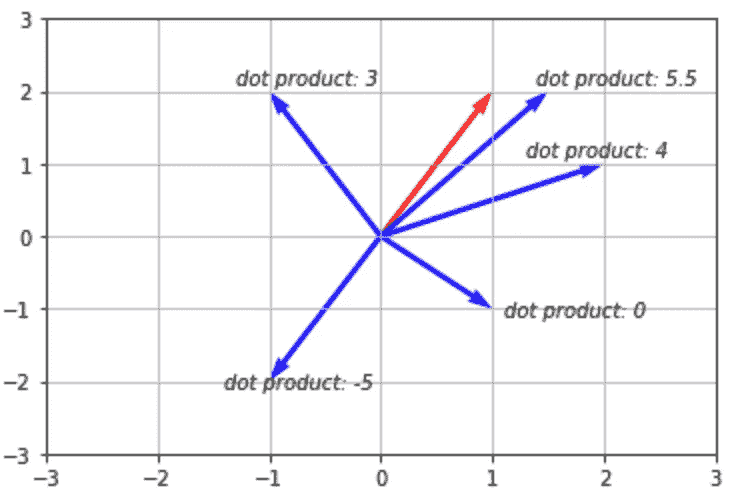 3
dot product: 3
dot product: 5.5
2
dot product: 4
1
0
−1
dot product: 0
−2
dot product: -5
−3
−3 −2 −1 0 1 2 3